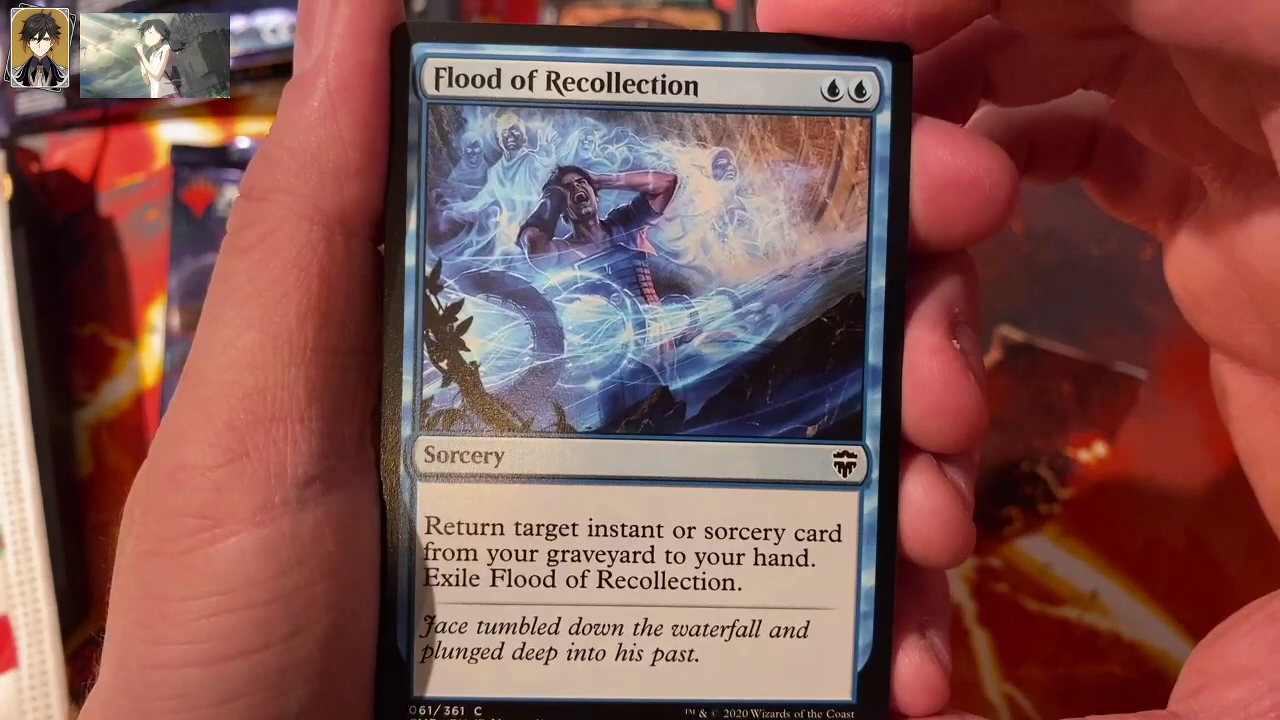 Flood of Recollection
Sorcery
Return target instant or sorcery card
from your graveyard to your hand.
Exile Flood of Recollection.
Jace tumbled down the waterfall and
plunged deep into his past.
061/361 C
™ & © 2020 Wizards of the Coast